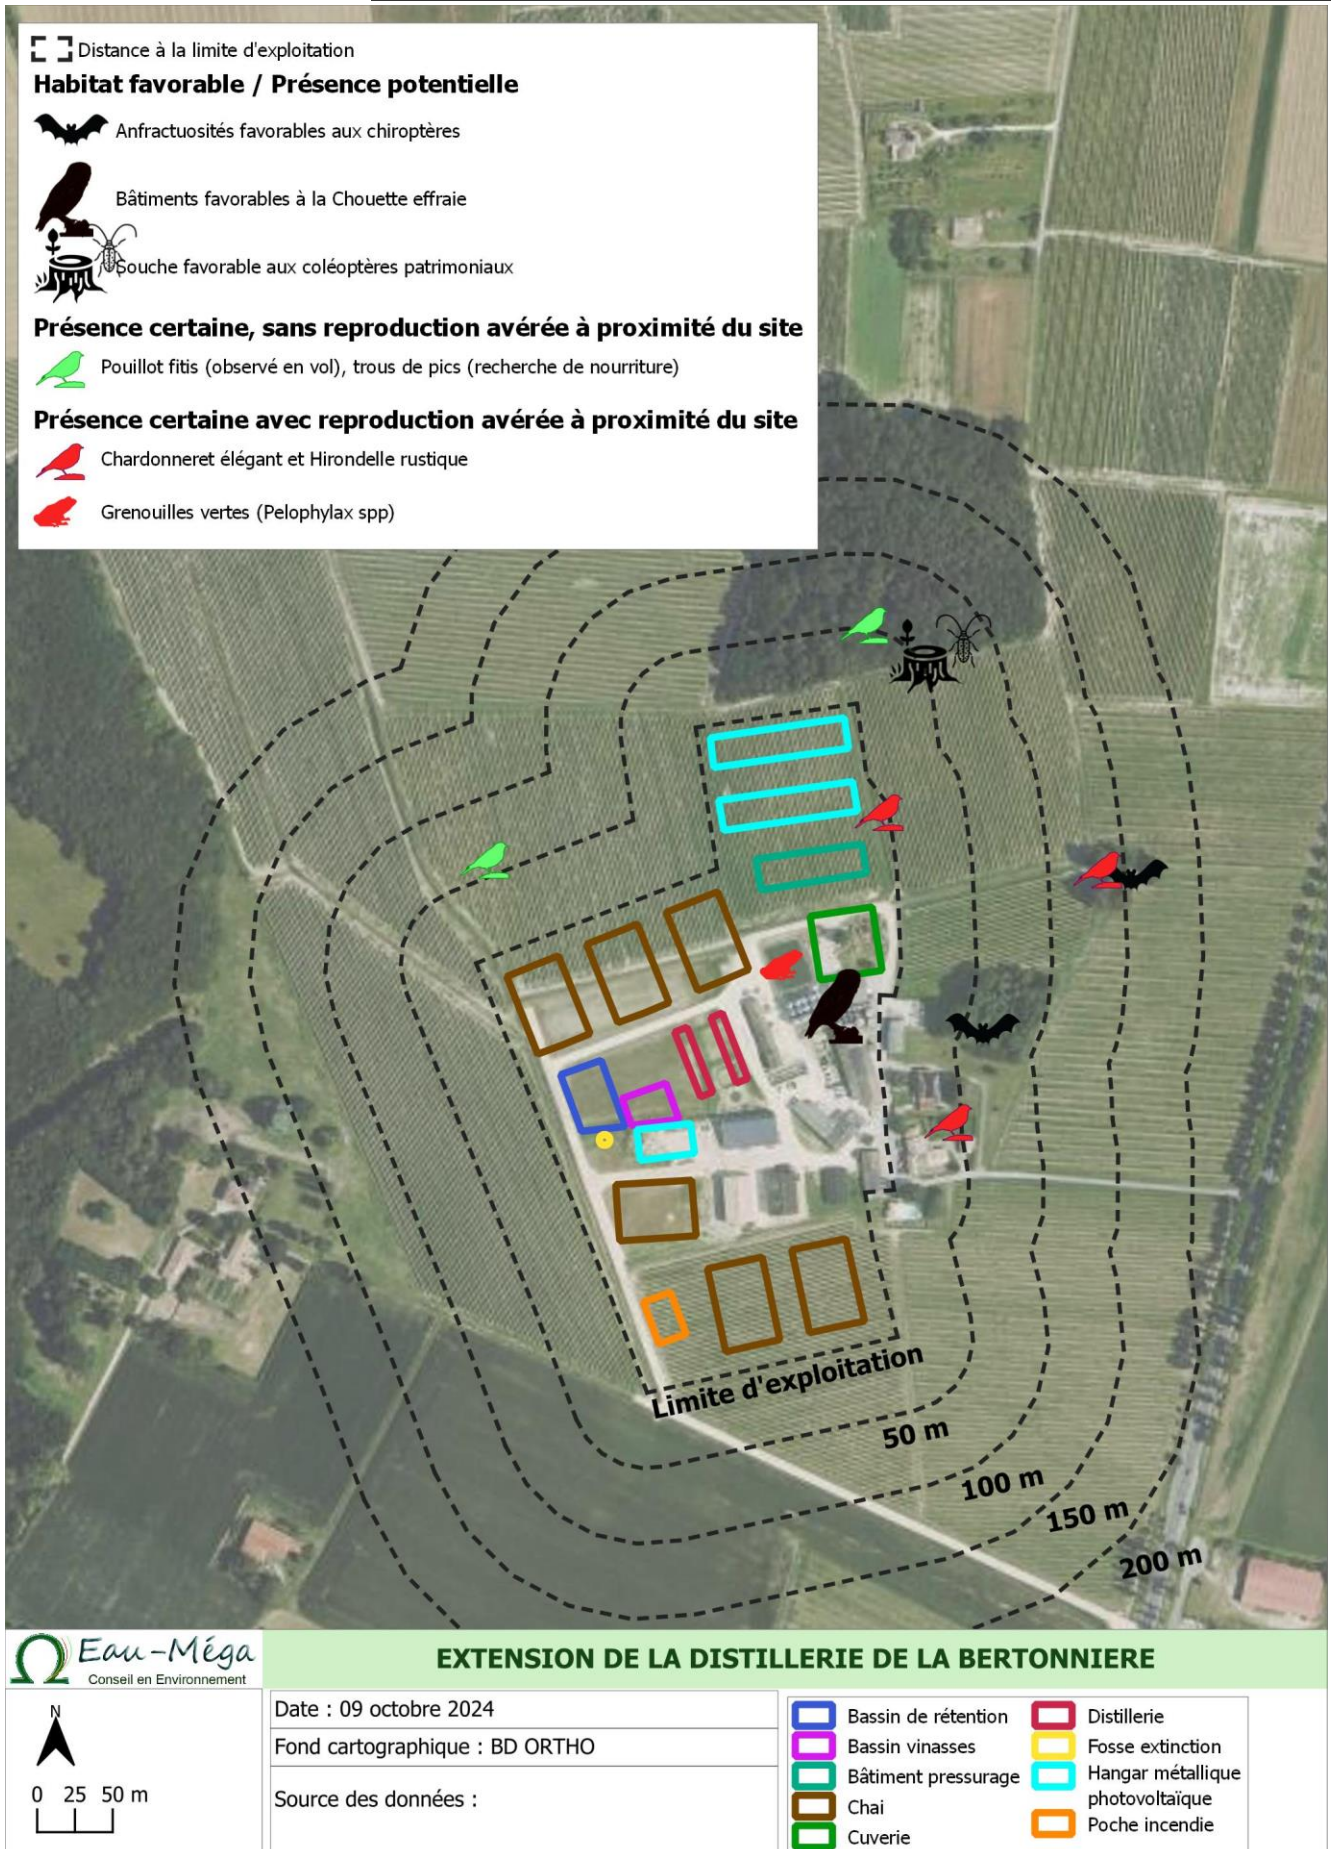 Distance à la limite d'exploitation
Habitat favorable / Présence potentielle
Anfractuosités favorables aux chiroptères
Bâtiments favorables à la Chouette effraie
Souche favorable aux coléoptères patrimoniaux
Présence certaine, sans reproduction avérée à proximité du site
Pouillot fitis (observé en vol), trous de pics (recherche de nourriture)
Présence certaine avec reproduction avérée à proximité du site
Chardonneret élégant et Hirondelle rustique
Grenouilles vertes (Pelophylax spp)
Limite d'exploitation
50 m
100 m
150 m
200 m
Eau-Méga
Conseil en Environnement
EXTENSION DE LA DISTILLERIE DE LA BERTONNIERE
N
0 25 50 m
Date : 09 octobre 2024
Fond cartographique : BD ORTHO
Source des données :
Bassin de rétention
Bassin vinasses
Bâtiment pressurage
Chai
Cuverie
Distillerie
Fosse extinction
Hangar métallique
photovoltaïque
Poche incendie